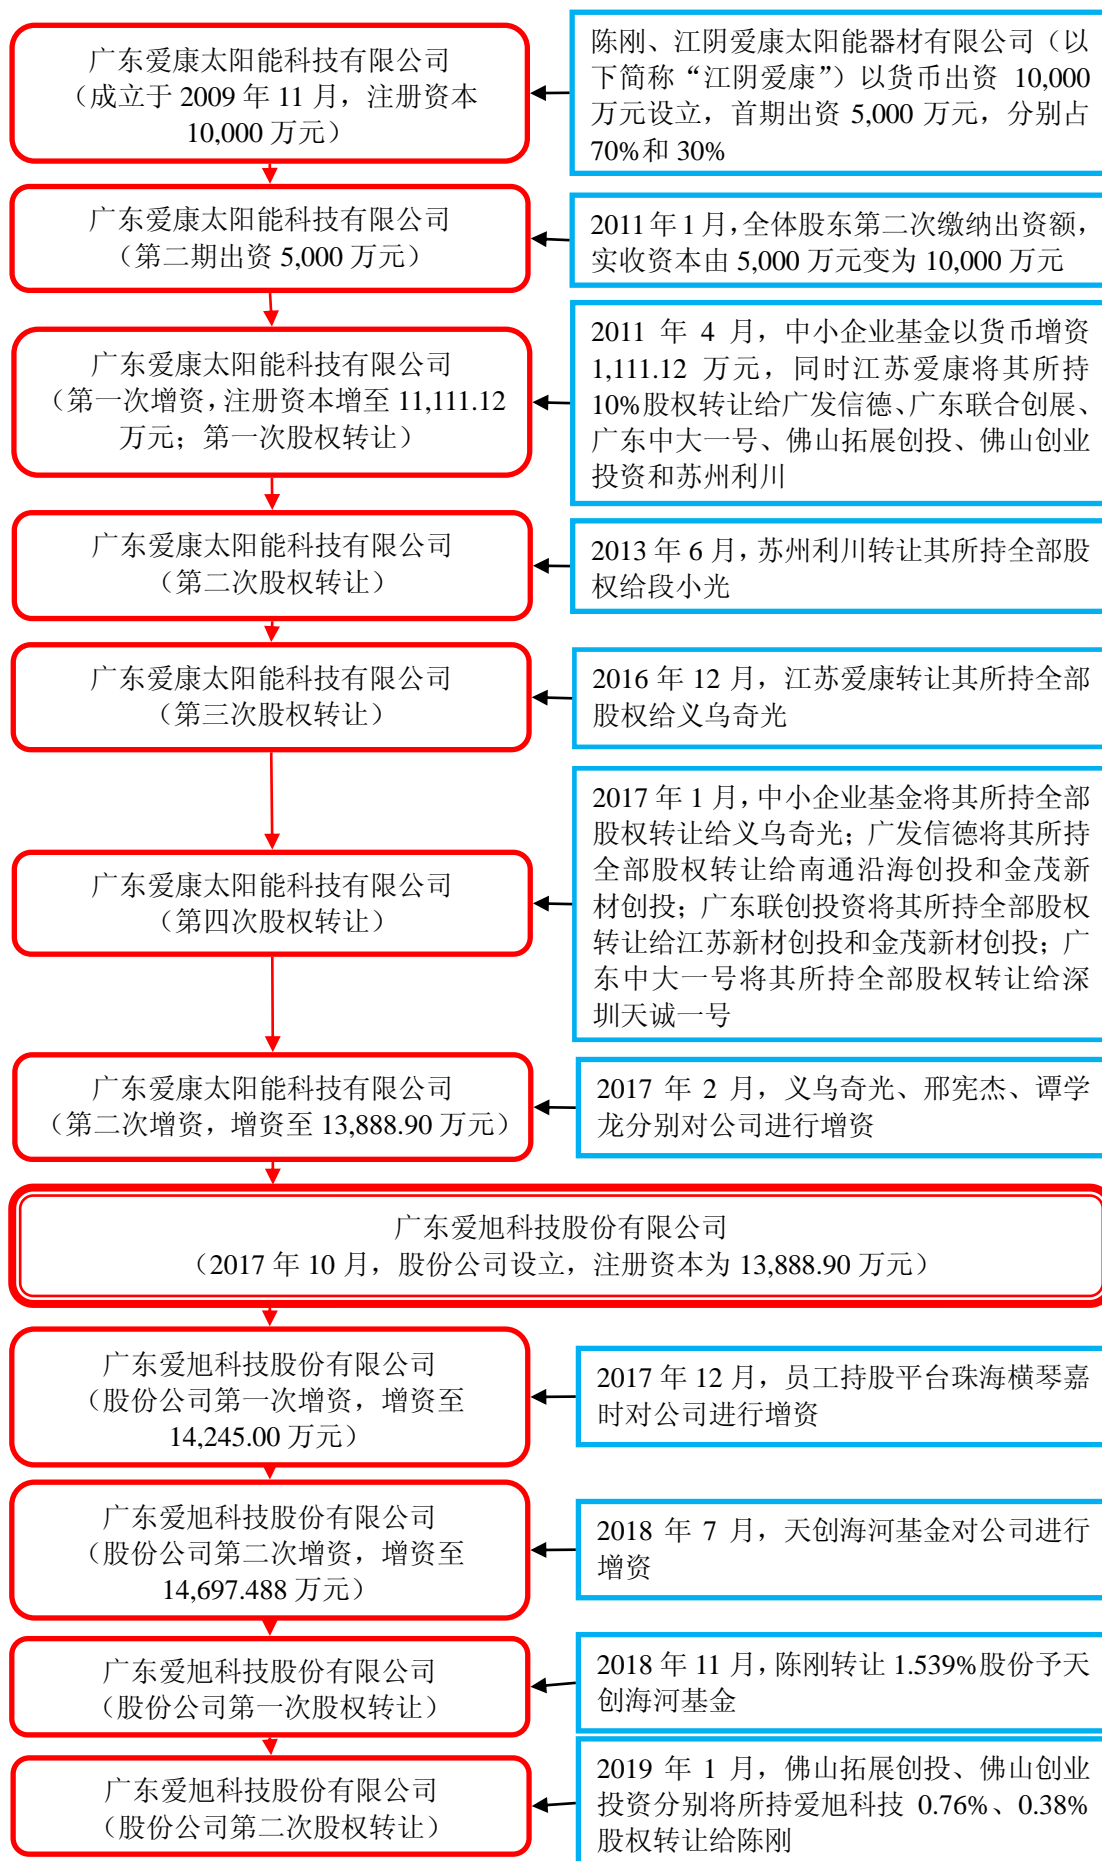 广东爱康太阳能科技有限公司
（成立于 2009 年 11 月，注册资本
10,000 万元）
陈刚、江阴爱康太阳能器材有限公司（以
下简称“江阴爱康”）以货币出资 10,000
万元设立，首期出资 5,000 万元，分别占
70%和 30%
广东爱康太阳能科技有限公司
（第二期出资 5,000 万元）
2011 年 1 月，全体股东第二次缴纳出资额，
实收资本由 5,000 万元变为 10,000 万元
广东爱康太阳能科技有限公司
（第一次增资，注册资本增至 11,111.12
万元；第一次股权转让）
2011 年 4 月，中小企业基金以货币增资
1,111.12 万元，同时江苏爱康将其所持
10%股权转让给广发信德、广东联合创展、
广东中大一号、佛山拓展创投、佛山创业
投资和苏州利川
广东爱康太阳能科技有限公司
（第二次股权转让）
2013 年 6 月，苏州利川转让其所持全部股
权给段小光
广东爱康太阳能科技有限公司
（第三次股权转让）
2016 年 12 月，江苏爱康转让其所持全部
股权给义乌奇光
广东爱康太阳能科技有限公司
（第四次股权转让）
2017 年 1 月，中小企业基金将其所持全部
股权转让给义乌奇光；广发信德将其所持
全部股权转让给南通沿海创投和金茂新
材创投；广东联创投资将其所持全部股权
转让给江苏新材创投和金茂新材创投；广
东中大一号将其所持全部股权转让给深
圳天诚一号
广东爱康太阳能科技有限公司
（第二次增资，增资至 13,888.90 万元）
2017 年 2 月，义乌奇光、邢宪杰、谭学
龙分别对公司进行增资
广东爱旭科技股份有限公司
（2017 年 10 月，股份公司设立，注册资本为 13,888.90 万元）
广东爱旭科技股份有限公司
（股份公司第一次增资，增资至
14,245.00 万元）
2017 年 12 月，员工持股平台珠海横琴嘉
时对公司进行增资
广东爱旭科技股份有限公司
（股份公司第二次增资，增资至
14,697.488 万元）
2018 年 7 月，天创海河基金对公司进行
增资
广东爱旭科技股份有限公司
（股份公司第一次股权转让）
2018 年 11 月，陈刚转让 1.539%股份予天
创海河基金
广东爱旭科技股份有限公司
（股份公司第二次股权转让）
2019 年 1 月，佛山拓展创投、佛山创业
投资分别将所持爱旭科技 0.76%、0.38%
股权转让给陈刚